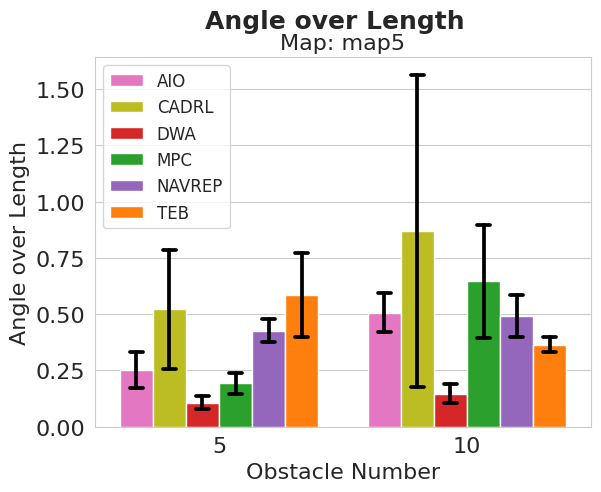 Angle over Length
Map: map5
1.50
1.25
1.00
0.75
0.50
0.25
0.00
Angle over Length
AIO
CADRL
DWA
MPC
NAVREP
TEB
5
10
Obstacle Number